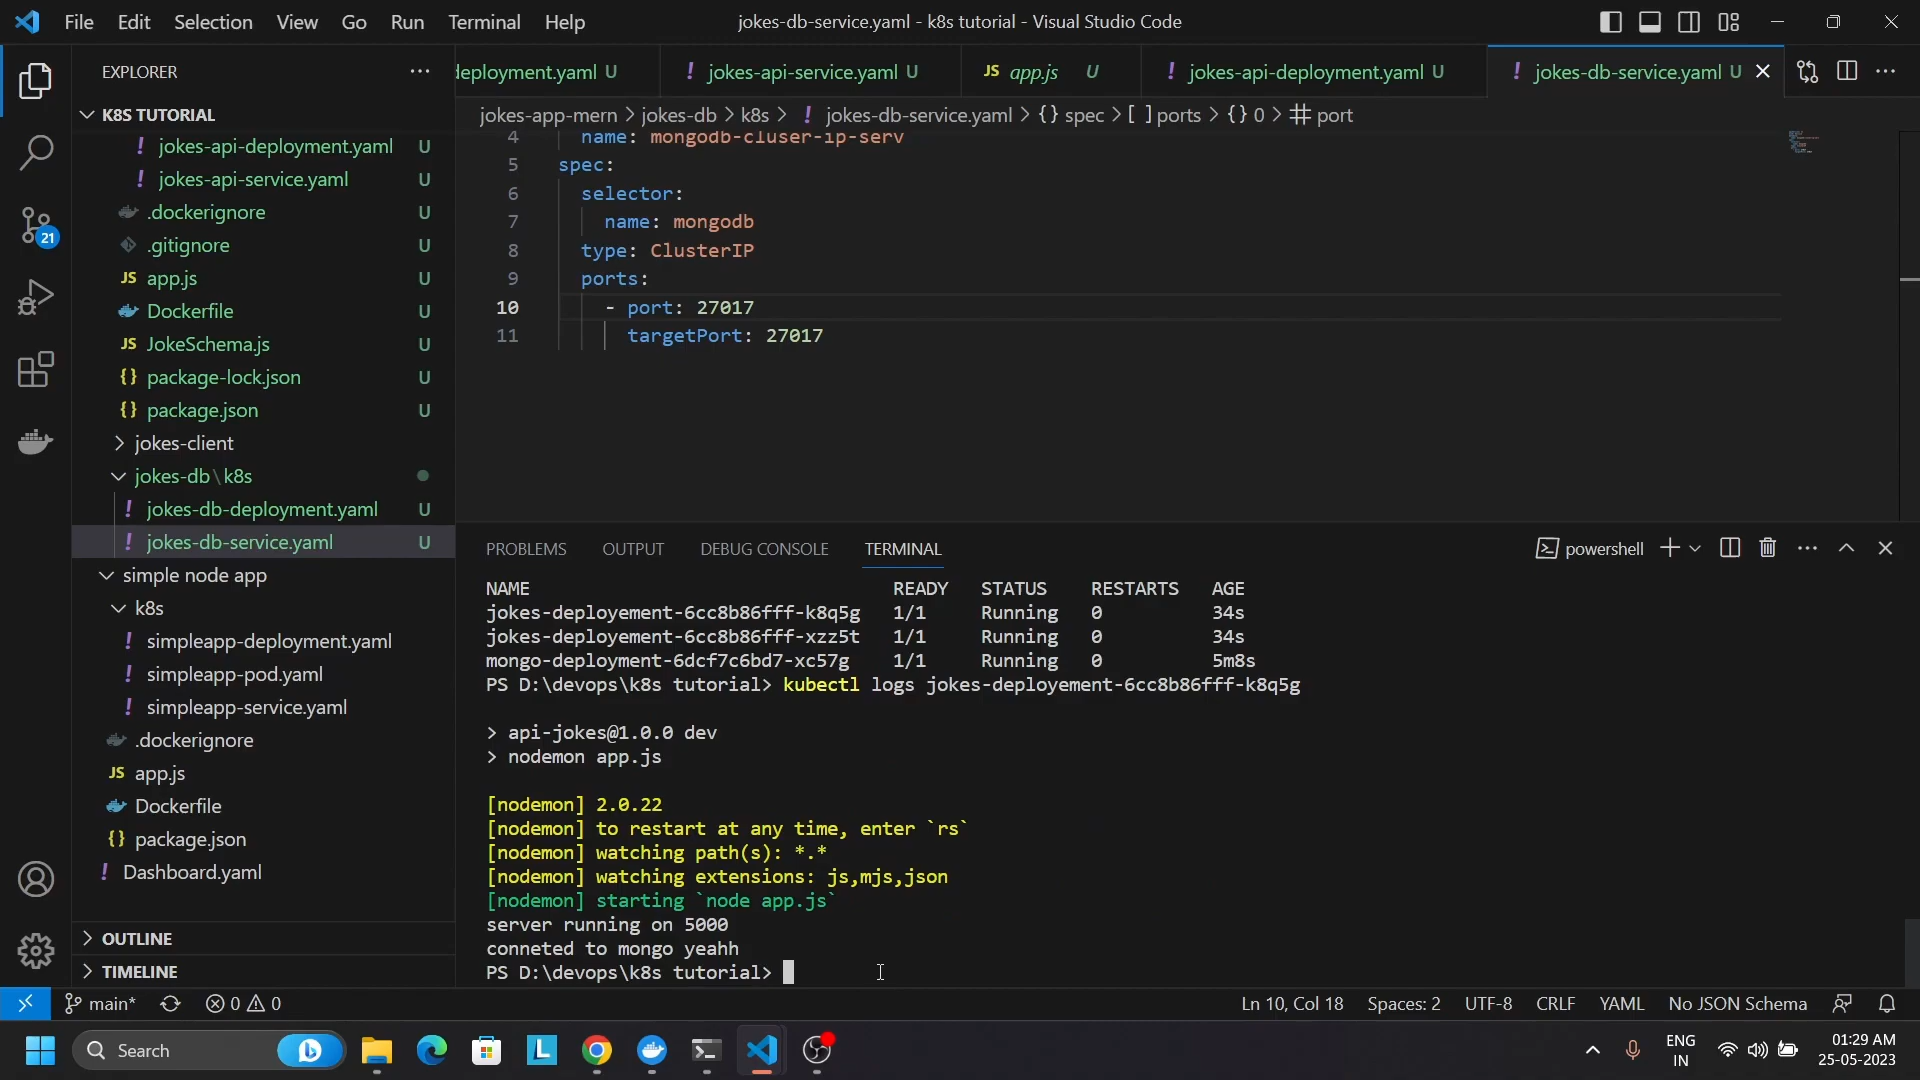 File Edit Selection View Go Run Terminal Help
jokes-db-service.yaml - k8s tutorial - Visual Studio Code
EXPLORER
deployment.yaml U
jokes-api-service.yaml U
JS app.js U
jokes-api-deployment.yaml U
jokes-db-service.yaml U
K8S TUTORIAL
jokes-app-mern > jokes-db > k8s > ! jokes-db-service.yaml > {} spec > [ ] ports > {} 0 > # port
jokes-api-deployment.yaml U
jokes-api-service.yaml U
.dockerignore U
.gitignore U
JS app.js U
Dockerfile U
JS JokeSchema.js U
{} package-lock.json U
{} package.json U
jokes-client
jokes-db\k8s
jokes-db-deployment.yaml U
jokes-db-service.yaml U
simple node app
k8s
simpleapp-deployment.yaml
simpleapp-pod.yaml
simpleapp-service.yaml
.dockerignore
JS app.js
Dockerfile
{} package.json
Dashboard.yaml
OUTLINE
TIMELINE
21
4 name: mongodb-cluser-ip-serv
5 spec:
6 selector:
7 name: mongodb
8 type: ClusterIP
9 ports:
10 - port: 27017
11 targetPort: 27017
PROBLEMS OUTPUT DEBUG CONSOLE TERMINAL
powershell
NAME READY STATUS RESTARTS AGE
jokes-deployement-6cc8b86fff-k8q5g 1/1 Running 0 34s
jokes-deployement-6cc8b86fff-xzz5t 1/1 Running 0 34s
mongo-deployment-6dcf7c6bd7-xc57g 1/1 Running 0 5m8s
PS D:\devops\k8s tutorial> kubectl logs jokes-deployement-6cc8b86fff-k8q5g
> api-jokes@1.0.0 dev
> nodemon app.js
[nodemon] 2.0.22
[nodemon] to restart at any time, enter `rs`
[nodemon] watching path(s): *.*
[nodemon] watching extensions: js,mjs,json
[nodemon] starting `node app.js`
server running on 5000
conneted to mongo yeahh
PS D:\devops\k8s tutorial>
main* 0 0
Ln 10, Col 18 Spaces: 2 UTF-8 CRLF YAML No JSON Schema
Search
L
ENG
IN
01:29 AM
25-05-2023